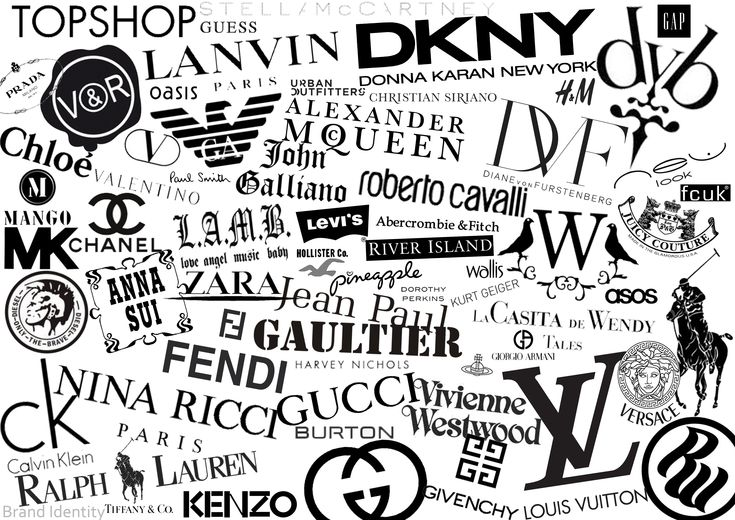 TOPSHOP
STELLA McCARTNEY
GUESS
GAP
PRADA
MILANO
V&R
LANVIN
PARIS
DKNY
DONNA KARAN NEW YORK
dvb
oasis
URBAN
OUTFITTERS
CHRISTIAN SIRIANO
H&M
GA
ALEXANDER
McQUEEN
DVF
DIANE von FURSTENBERG
Chloé
V
VALENTINO
Paul Smith
John
Galliano
roberto cavalli
look
fcuk®
M
MANGO
CHANEL
MK
L.A.M.B.
love angel music baby
Levi's
HOLLISTER Co.
Abercrombie & Fitch
RIVER ISLAND
W
JUICY COUTURE
DIESEL
ONLY-THE-BRAVE
ANNA
SUI
ZARA
pineapple
wallis
DOROTHY
PERKINS
KURT GEIGER
asos
Jean Paul
GAULTIER
LA CASITA DE WENDY
TALES
GA
GIORGIO ARMANI
FF
FENDI
HARVEY NICHOLS
VERSACE
ck
Calvin Klein
NINA RICCI
PARIS
GUCCI
BURTON
Vivienne
Westwood
LV
LOUIS VUITTON
RALPH LAUREN
TIFFANY & CO.
KENZO
GG
GIVENCHY
RW
Brand Identity